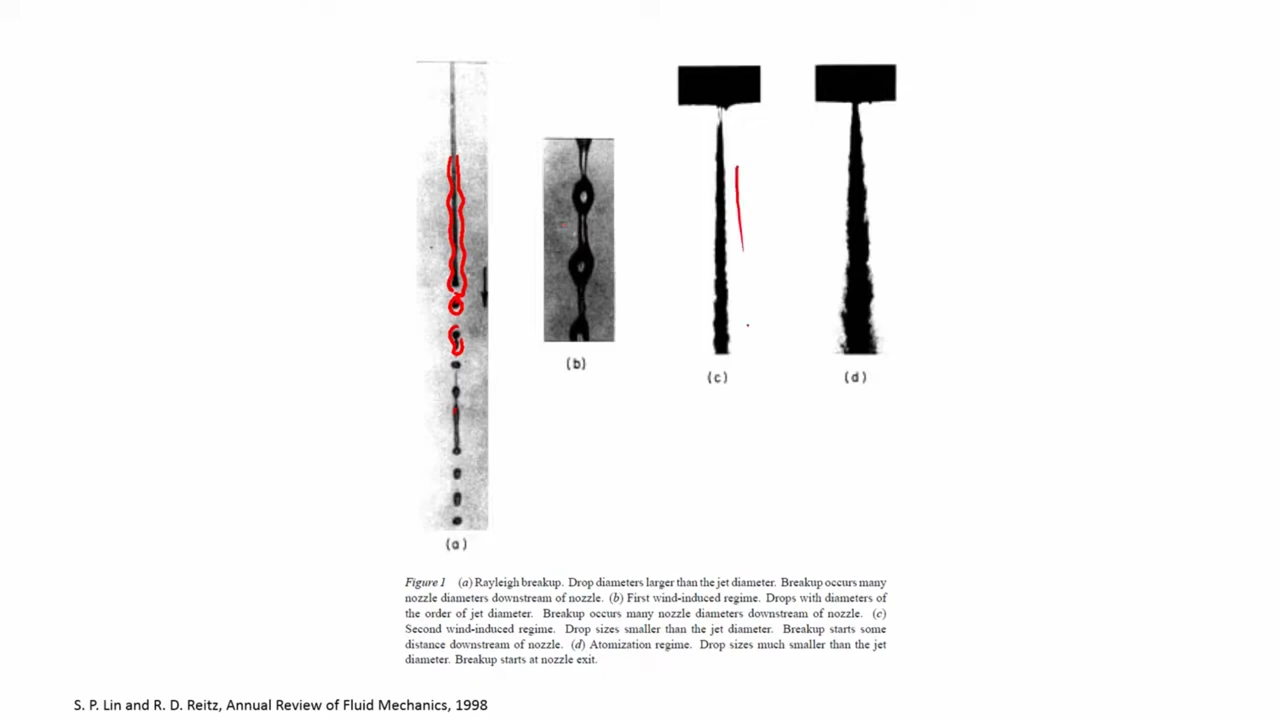 (a)
(b)
(c)
(d)
Figure 1 (a) Rayleigh breakup. Drop diameters larger than the jet diameter. Breakup occurs many
nozzle diameters downstream of nozzle. (b) First wind-induced regime. Drops with diameters of
the order of jet diameter. Breakup occurs many nozzle diameters downstream of nozzle. (c)
Second wind-induced regime. Drop sizes smaller than the jet diameter. Breakup starts some
distance downstream of nozzle. (d) Atomization regime. Drop sizes much smaller than the jet
diameter. Breakup starts at nozzle exit.
S. P. Lin and R. D. Reitz, Annual Review of Fluid Mechanics, 1998